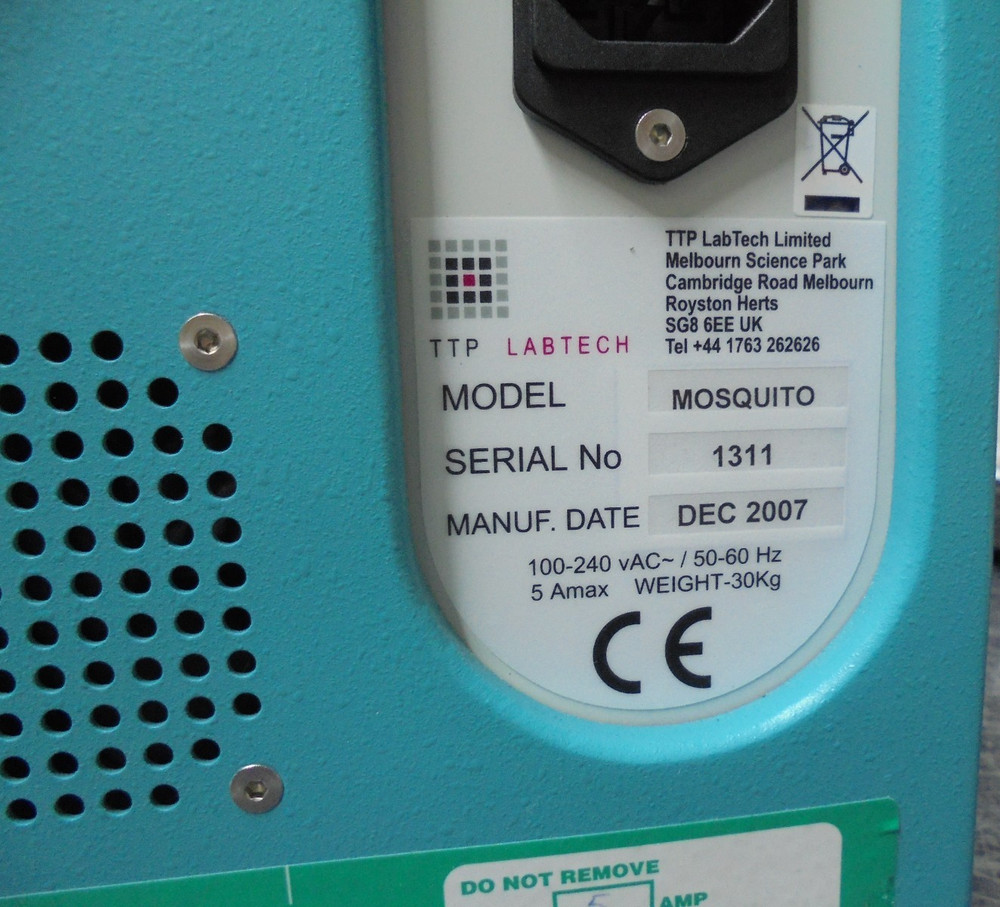 TTP LabTech Limited
Melbourn Science Park
Cambridge Road Melbourn
Royston Herts
SG8 6EE UK
Tel +44 1763 262626
TTP LABTECH
MODEL MOSQUITO
SERIAL No 1311
MANUF. DATE DEC 2007
100-240 vAC~ / 50-60 Hz
5 Amax WEIGHT-30Kg
CE
DO NOT REMOVE
5 AMP